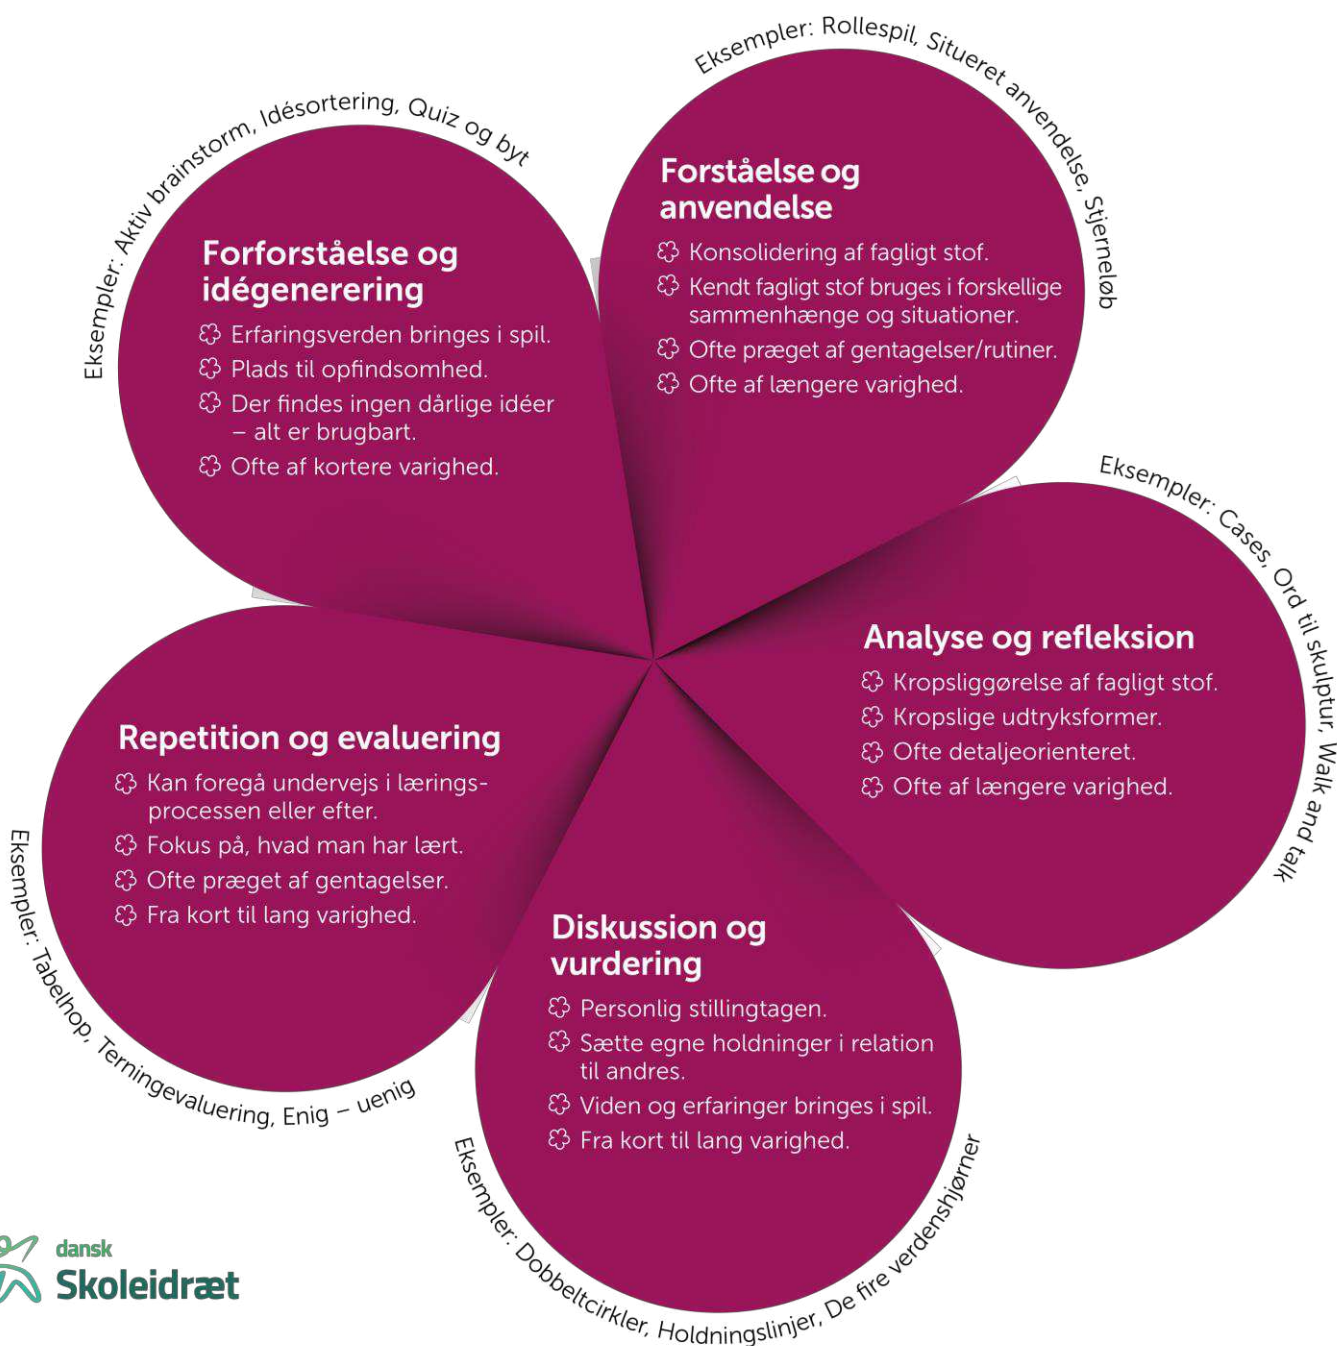 Eksempler: Aktiv brainstorm, Idésortering, Quiz og byt
Forforståelse og
idégenerering
Erfaringsverden bringes i spil.
Plads til opfindsomhed.
Der findes ingen dårlige idéer
– alt er brugbart.
Ofte af kortere varighed.
Eksempler: Rollespil, Situeret anvendelse, Stjerneløb
Forståelse og
anvendelse
Konsolidering af fagligt stof.
Kendt fagligt stof bruges i forskellige
sammenhænge og situationer.
Ofte præget af gentagelser/rutiner.
Ofte af længere varighed.
Eksempler: Cases, Ord til skulptur, Walk and talk
Analyse og refleksion
Kropsliggørelse af fagligt stof.
Kropslige udtryksformer.
Ofte detaljeorienteret.
Ofte af længere varighed.
Diskussion og
vurdering
Personlig stillingtagen.
Sætte egne holdninger i relation
til andres.
Viden og erfaringer bringes i spil.
Fra kort til lang varighed.
Eksempler: Dobbeltcirkler, Holdningslinjer, De fire verdenshjørner
Repetition og evaluering
Kan foregå undervejs i lærings-
processen eller efter.
Fokus på, hvad man har lært.
Ofte præget af gentagelser.
Fra kort til lang varighed.
Eksempler: Tabelhop, Terningevaluering, Enig – uenig
dansk
Skoleidræt